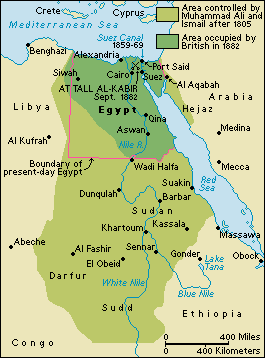 Crete
Cyprus
Mediterranean Sea
Area controlled by
Muhammad Ali and
Ismail after 1805
Area occupied by
British in 1882
Suez Canal
1859-69
Benghazi
Alexandria
Port Said
Siwah
Cairo
Suez
AT TALL AL-KABIR
Sept. 1882
Al Aqabah
Arabia
Hejaz
Libya
Egypt
Qina
Aswan
Nile R.
Al Kufrah
Medina
Boundary of
present-day Egypt
Wadi Halfa
Mecca
Red
Sea
Dunqulah
Suakin
Barbar
Sudan
Khartoum
Kassala
Massawa
Abeche
Al Fashir
Sennar
Gonder
Lake
Tana
Obock
El Obeid
Darfur
White Nile
Blue Nile
Sudd
Ethiopia
Congo
0 400 Miles
0 400 Kilometers